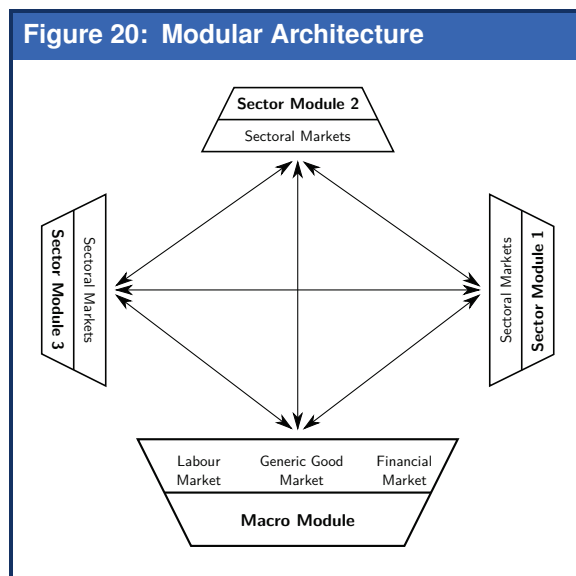 Figure 20: Modular Architecture
Sector Module 2
Sectoral Markets
Sector Module 3
Sectoral Markets
Sectoral Markets
Sector Module 1
Labour
Market
Generic Good
Market
Financial
Market
Macro Module